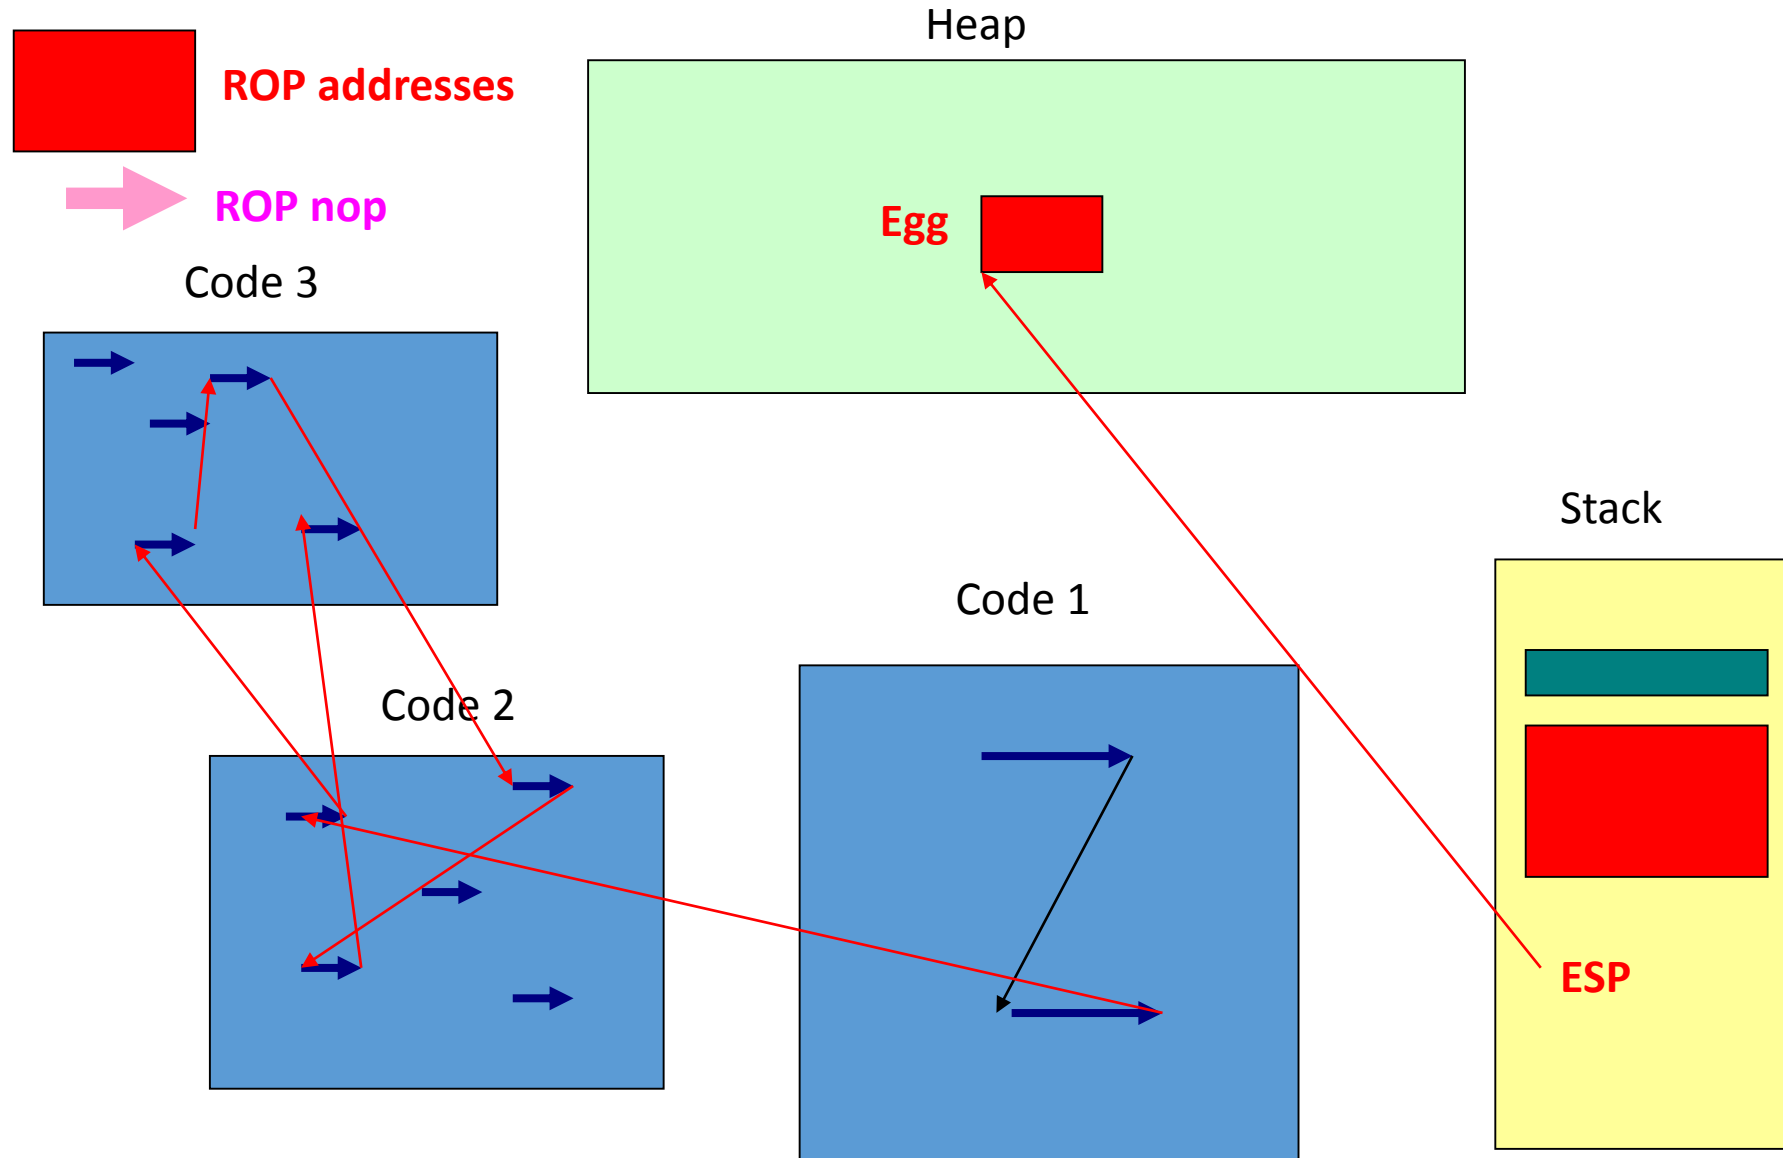 Heap
ROP addresses
ROP nop
Egg
Code 3
Stack
Code 1
Code 2
ESP